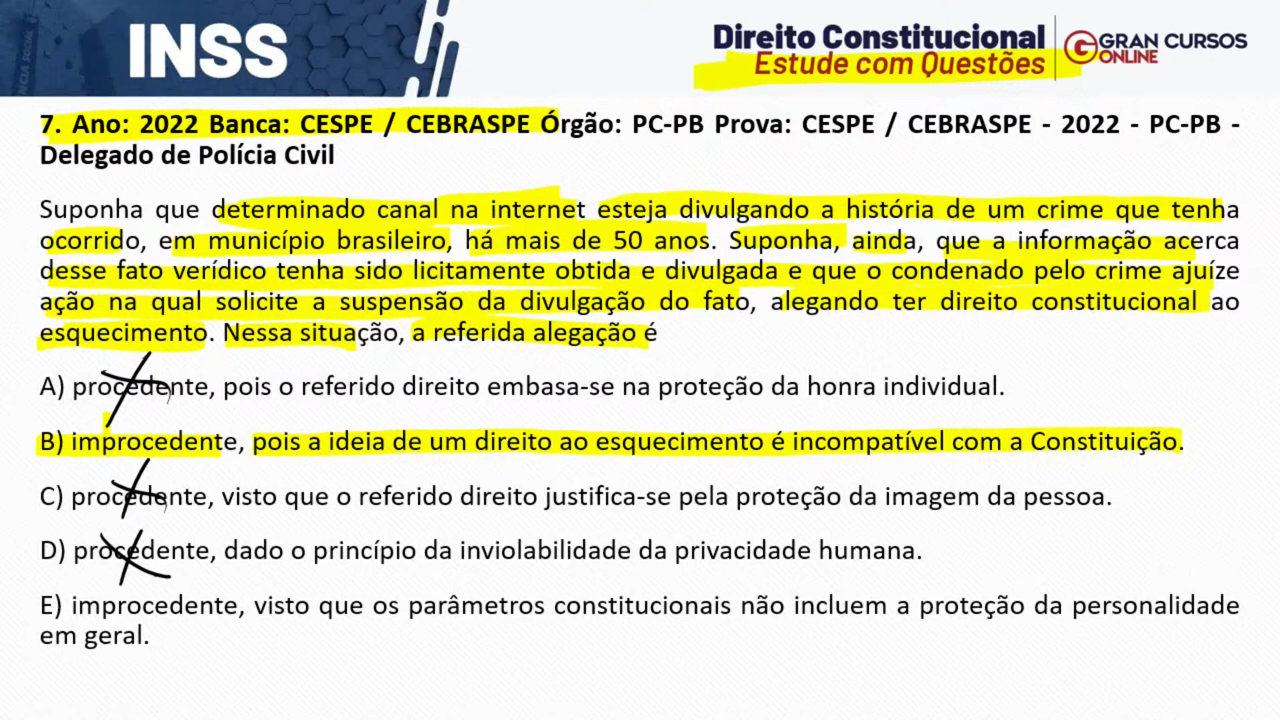 INSS
Direito Constitucional
Estude com Questões
GRAN CURSOS
ONLINE
7. Ano: 2022 Banca: CESPE / CEBRASPE Órgão: PC-PB Prova: CESPE / CEBRASPE - 2022 - PC-PB -
Delegado de Polícia Civil
Suponha que determinado canal na internet esteja divulgando a história de um crime que tenha
ocorrido, em município brasileiro, há mais de 50 anos. Suponha, ainda, que a informação acerca
desse fato verídico tenha sido licitamente obtida e divulgada e que o condenado pelo crime ajuíze
ação na qual solicite a suspensão da divulgação do fato, alegando ter direito constitucional ao
esquecimento. Nessa situação, a referida alegação é
A) procedente, pois o referido direito embasa-se na proteção da honra individual.
B) improcedente, pois a ideia de um direito ao esquecimento é incompatível com a Constituição.
C) procedente, visto que o referido direito justifica-se pela proteção da imagem da pessoa.
D) procedente, dado o princípio da inviolabilidade da privacidade humana.
E) improcedente, visto que os parâmetros constitucionais não incluem a proteção da personalidade
em geral.